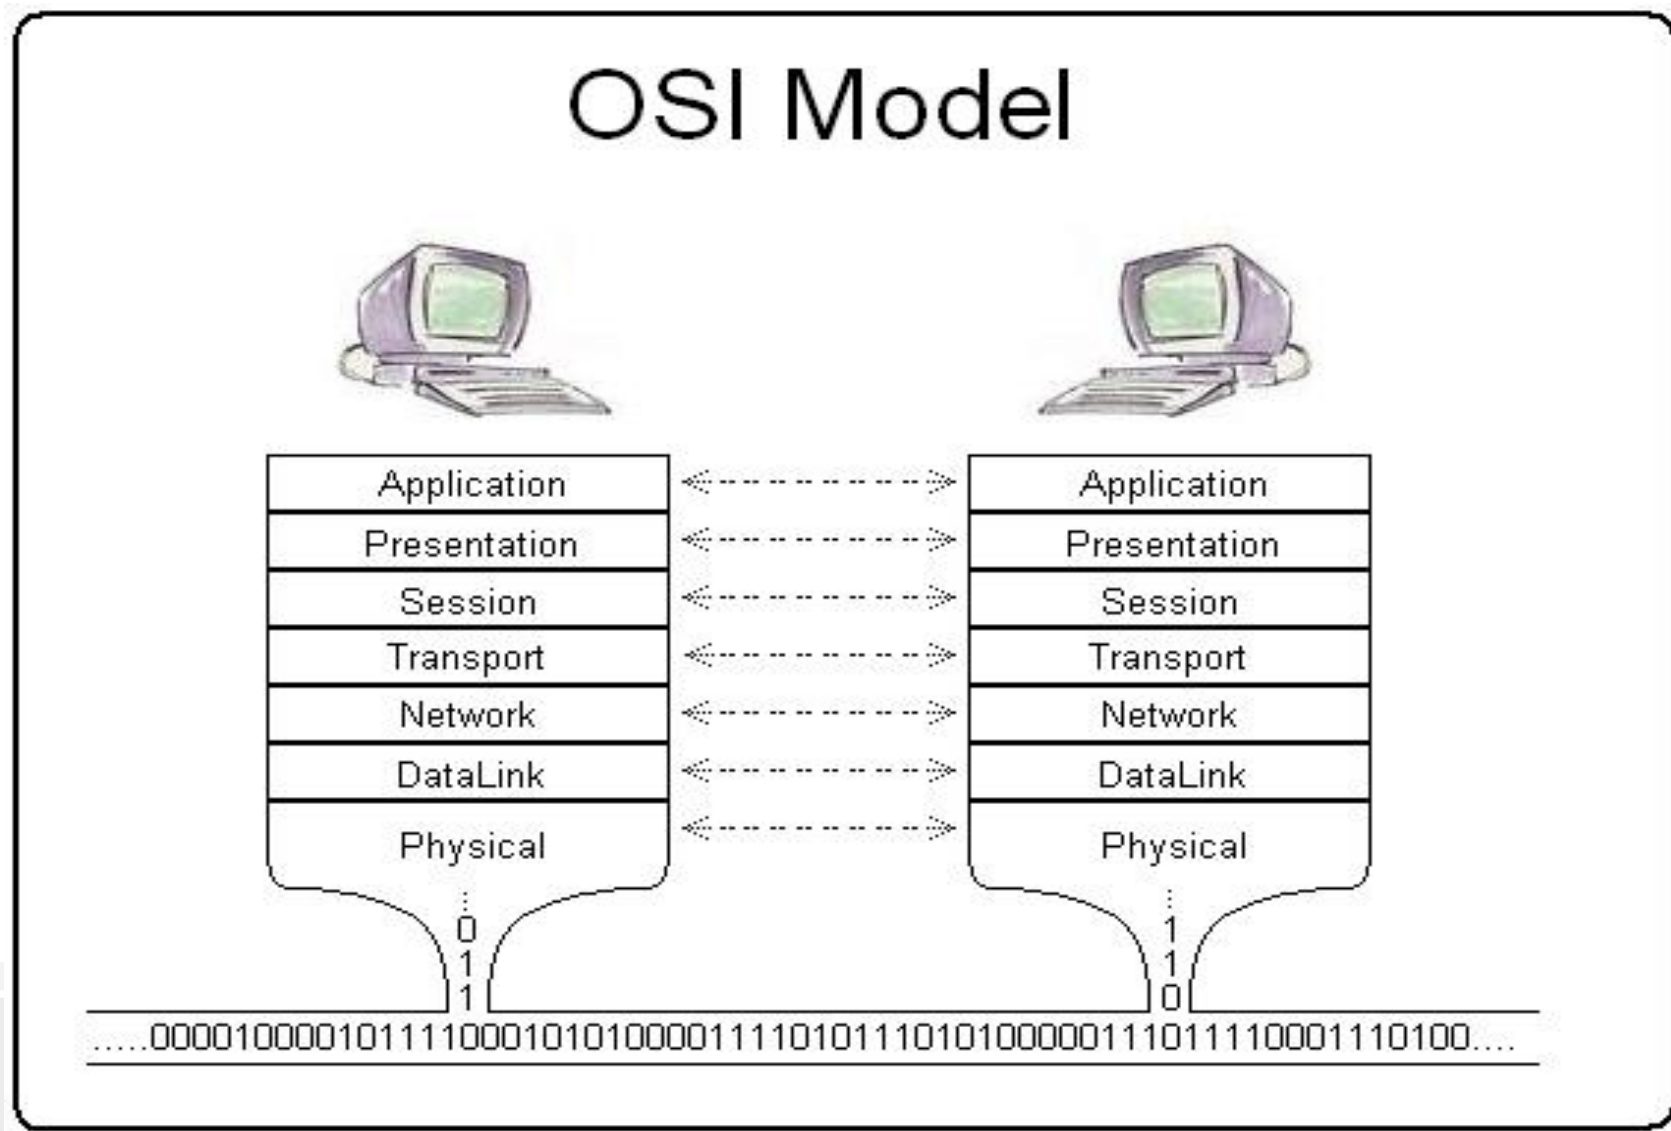 OSI Model
Application
Application
Presentation
Presentation
Session
Session
Transport
Transport
Network
Network
DataLink
DataLink
Physical
Physical
:
0
1
1
:
1
1
0
.....0000100001011110001010100001111010111010100000111011110001110100....